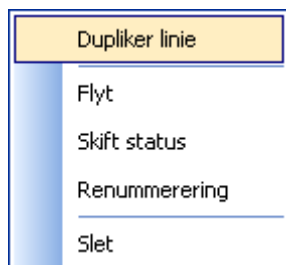 Dupliker linie
Flyt
Skift status
Renummerering
Slet